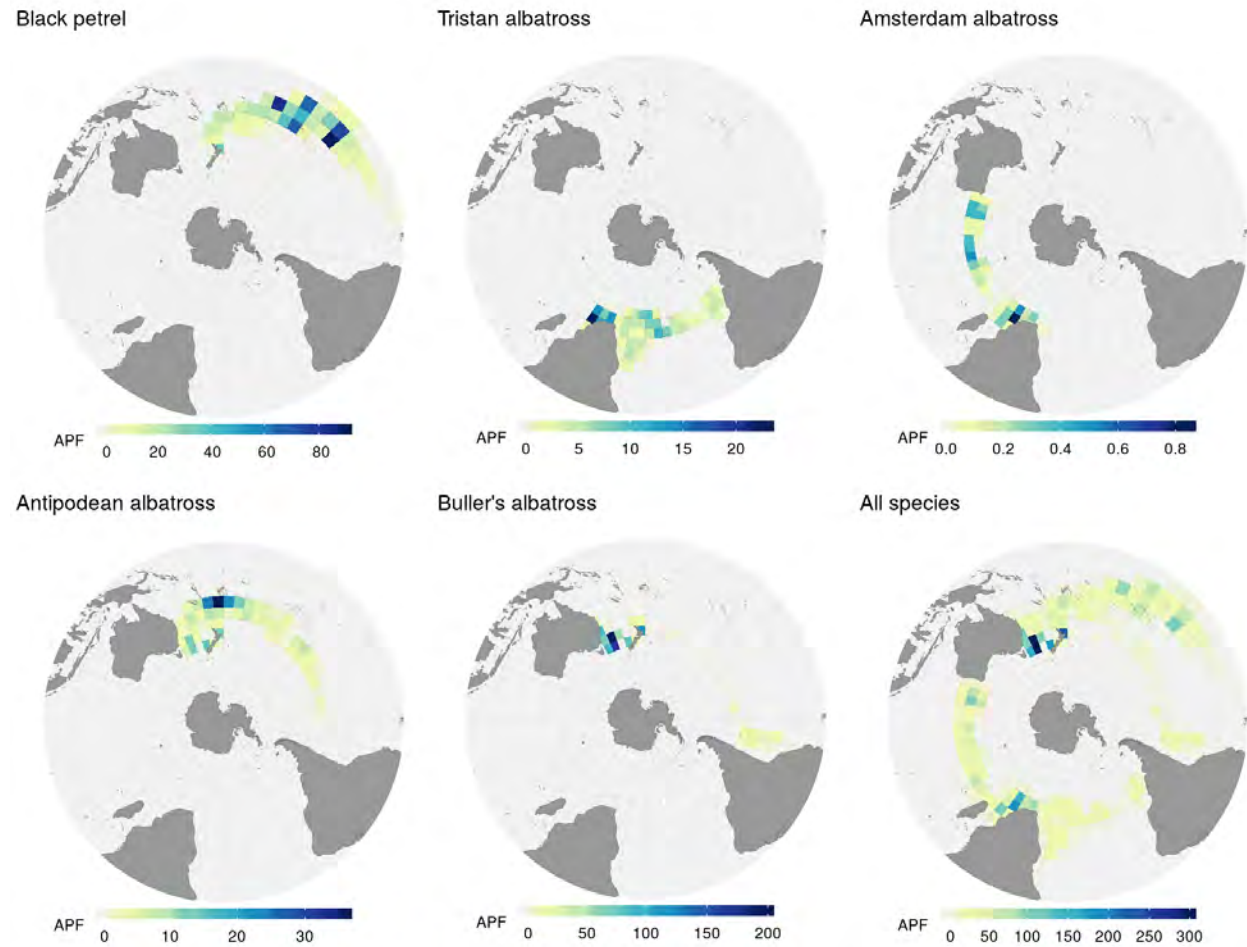 Black petrel
Tristan albatross
Amsterdam albatross
APF 0 20 40 60 80
APF 0 5 10 15 20
APF 0.0 0.2 0.4 0.6 0.8
Antipodean albatross
Buller's albatross
All species
APF 0 10 20 30
APF 0 50 100 150 200
APF 0 50 100 150 200 250 300